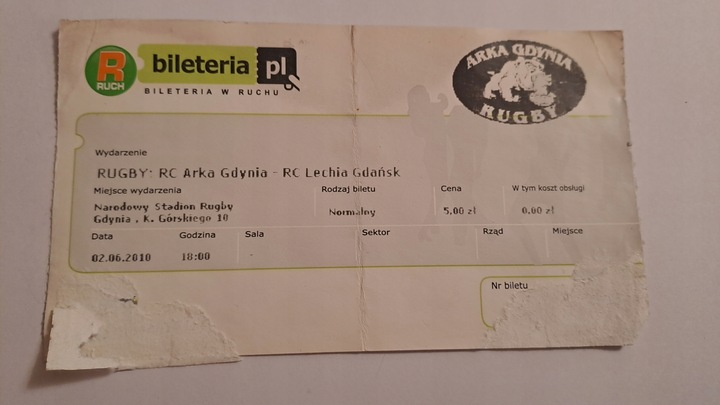 R RUCH bileteria pl
BILETERIA W RUCHU
ARKA GDYNIA
RUGBY
Wydarzenie
RUGBY: RC Arka Gdynia - RC Lechia Gdańsk
Miejsce wydarzenia Rodzaj biletu Cena W tym koszt obsługi
Narodowy Stadion Rugby
Gdynia , K. Górskiego 10 Normalny 5.00 zł 0.00 zł
Data Godzina Sala Sektor Rząd Miejsce
02.06.2010 18:00
Nr biletu